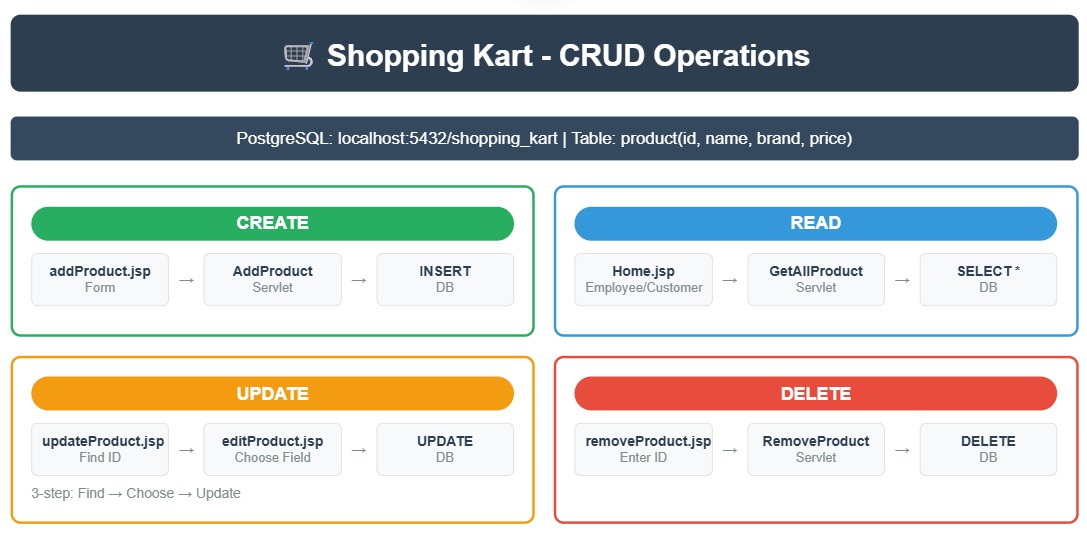 Shopping Kart - CRUD Operations
PostgreSQL: localhost:5432/shopping_kart | Table: product(id, name, brand, price)
CREATE
addProduct.jsp
Form
→
AddProduct
Servlet
→
INSERT
DB
READ
Home.jsp
Employee/Customer
→
GetAllProduct
Servlet
→
SELECT *
DB
UPDATE
updateProduct.jsp
Find ID
→
editProduct.jsp
Choose Field
→
UPDATE
DB
3-step: Find → Choose → Update
DELETE
removeProduct.jsp
Enter ID
→
RemoveProduct
Servlet
→
DELETE
DB